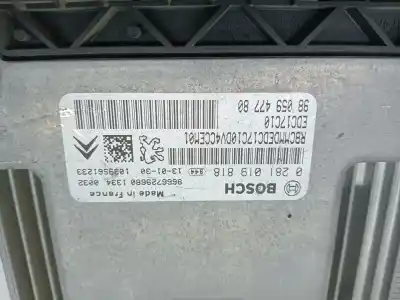 BOSCH
0 281 019 818
RBCMMDEDC17C10DV4CCEM01
EDC17C10
98 059 477 80
Made in France
9666729680 1334 0032
13-01-30 1039S61233